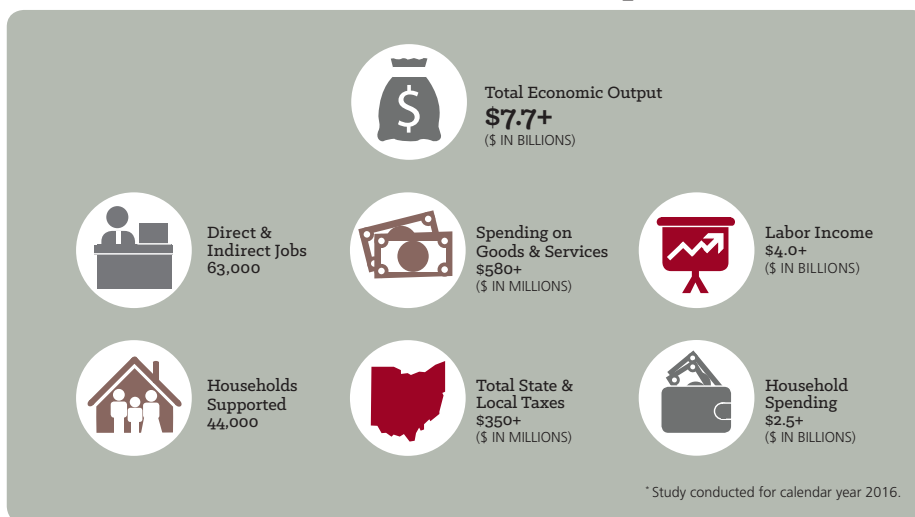 $
Total Economic Output
$7.7+
($ IN BILLIONS)
Direct &
Indirect Jobs
63,000
Spending on
Goods & Services
$580+
($ IN MILLIONS)
Labor Income
$4.0+
($ IN BILLIONS)
Households
Supported
44,000
Total State &
Local Taxes
$350+
($ IN MILLIONS)
Household
Spending
$2.5+
($ IN BILLIONS)
* Study conducted for calendar year 2016.